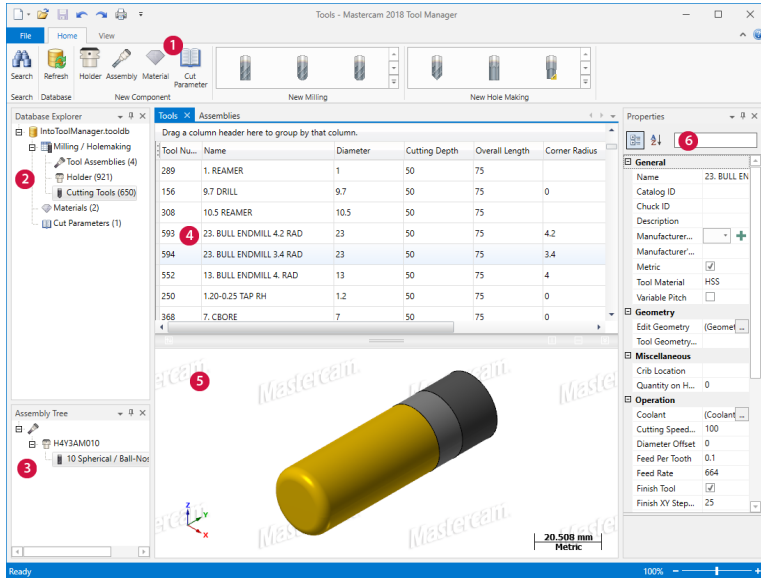 Tools - Mastercam 2018 Tool Manager
File Home View
1
Search Refresh Holder Assembly Material Cut Parameter
Search Database New Component New Milling New Hole Making
Database Explorer
IntoToolManager.tooldb
Milling / Holemaking
Tool Assemblies (4)
2 Holder (921)
Cutting Tools (650)
Materials (2)
Cut Parameters (1)
Tools Assemblies
Drag a column header here to group by that column.
Tool Nu... Name Diameter Cutting Depth Overall Length Corner Radius
289 1. REAMER 1 50 75
156 9.7 DRILL 9.7 50 75 0
308 10.5 REAMER 10.5 50 75
593 4 23. BULL ENDMILL 4.2 RAD 23 50 75 4.2
594 23. BULL ENDMILL 3.4 RAD 23 50 75 3.4
552 13. BULL ENDMILL 4. RAD 13 50 75 4
250 1.20-0.25 TAP RH 1.2 50 75 0
368 7. CBORE 7 50 75 0
Properties
6
General
Name 23. BULL EN
Catalog ID
Chuck ID
Description
Manufacturer...
Manufacturer'...
Metric
Tool Material HSS
Variable Pitch
Geometry
Edit Geometry (Geomet ...
Tool Geometry...
Miscellaneous
Crib Location
Quantity on H... 0
Operation
Coolant (Coolant ...
Cutting Speed... 100
Diameter Offset 0
Feed Per Tooth 0.1
Feed Rate 664
Finish Tool
Finish XY Step... 25
Assembly Tree
H4Y3AM010
3 10 Spherical / Ball-Nos
5
Mastercam.
Mastercam.
Z
Y
X
20.508 mm
Metric
Ready 100%